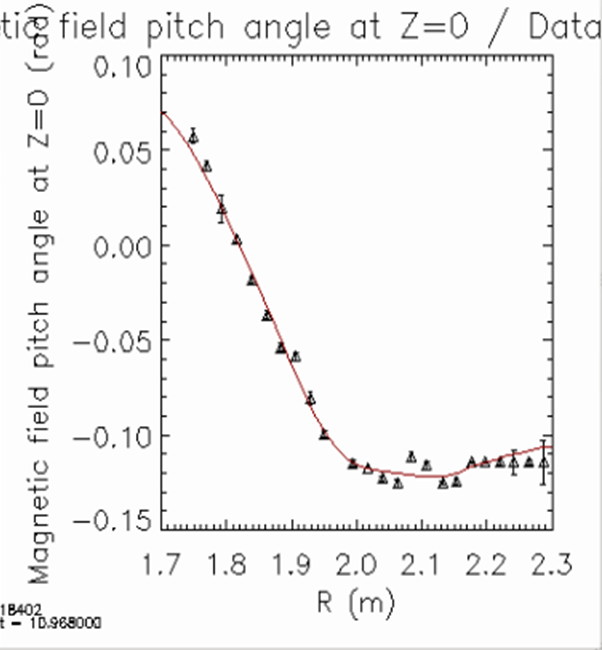 tic field pitch angle at Z=0 / Data
Magnetic field pitch angle at Z=0 (rad)
0.10
0.05
0.00
−0.05
−0.10
−0.15
1.7 1.8 1.9 2.0 2.1 2.2 2.3
R (m)
18402
t = 10.968000